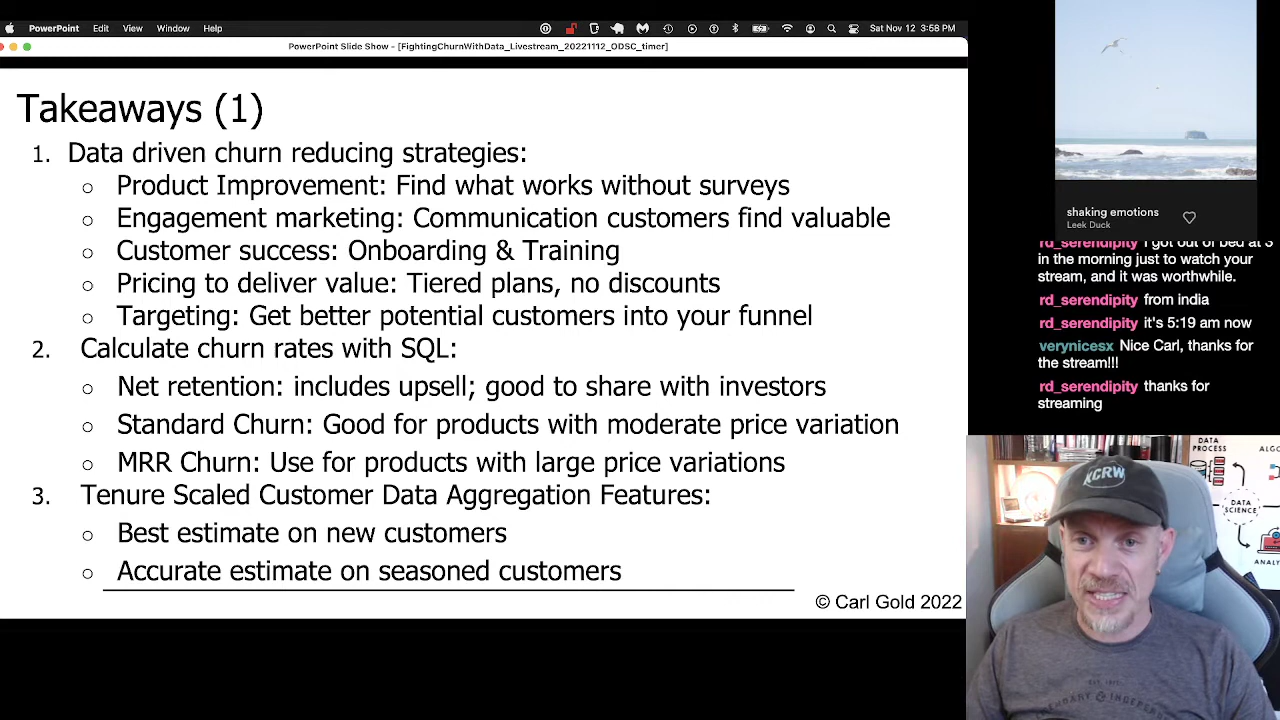 PowerPoint Edit View Window Help
Sat Nov 12 3:58 PM
PowerPoint Slide Show - [FightingChurnWithData_Livestream_20221112_ODSC_timer]
Takeaways (1)
1. Data driven churn reducing strategies:
○ Product Improvement: Find what works without surveys
○ Engagement marketing: Communication customers find valuable
○ Customer success: Onboarding & Training
○ Pricing to deliver value: Tiered plans, no discounts
○ Targeting: Get better potential customers into your funnel
2. Calculate churn rates with SQL:
○ Net retention: includes upsell; good to share with investors
○ Standard Churn: Good for products with moderate price variation
○ MRR Churn: Use for products with large price variations
3. Tenure Scaled Customer Data Aggregation Features:
○ Best estimate on new customers
○ Accurate estimate on seasoned customers
© Carl Gold 2022
shaking emotions
Leek Duck
rd_serendipity I got out of bed at 3
in the morning just to watch your
stream, and it was worthwhile.
rd_serendipity from india
rd_serendipity it's 5:19 am now
verynicesx Nice Carl, thanks for
the stream!!!
rd_serendipity thanks for
streaming
DATA
PROCESS
DATA
SCIENCE
KCRW